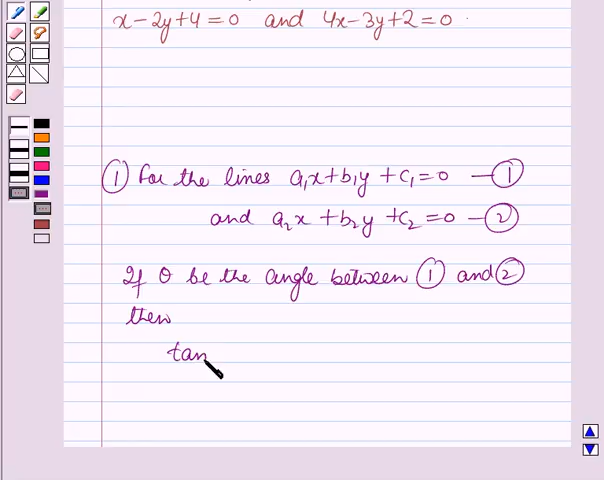 x-2y+4=0 and 4x-3y+2=0.
① For the lines a₁x+b₁y+c₁=0 —①
and a₂x+b₂y+c₂=0 —②
If θ be the angle between ① and ②
then
tan